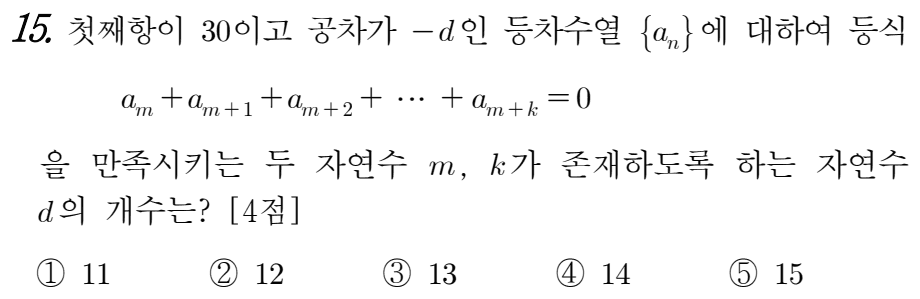 15. 첫째항이 30이고 공차가 −d인 등차수열 {aₙ}에 대하여 등식
aₘ + aₘ₊₁ + aₘ₊₂ + ⋯ + aₘ₊ₖ = 0
을 만족시키는 두 자연수 m, k가 존재하도록 하는 자연수
d의 개수는? [4점]
① 11 ② 12 ③ 13 ④ 14 ⑤ 15